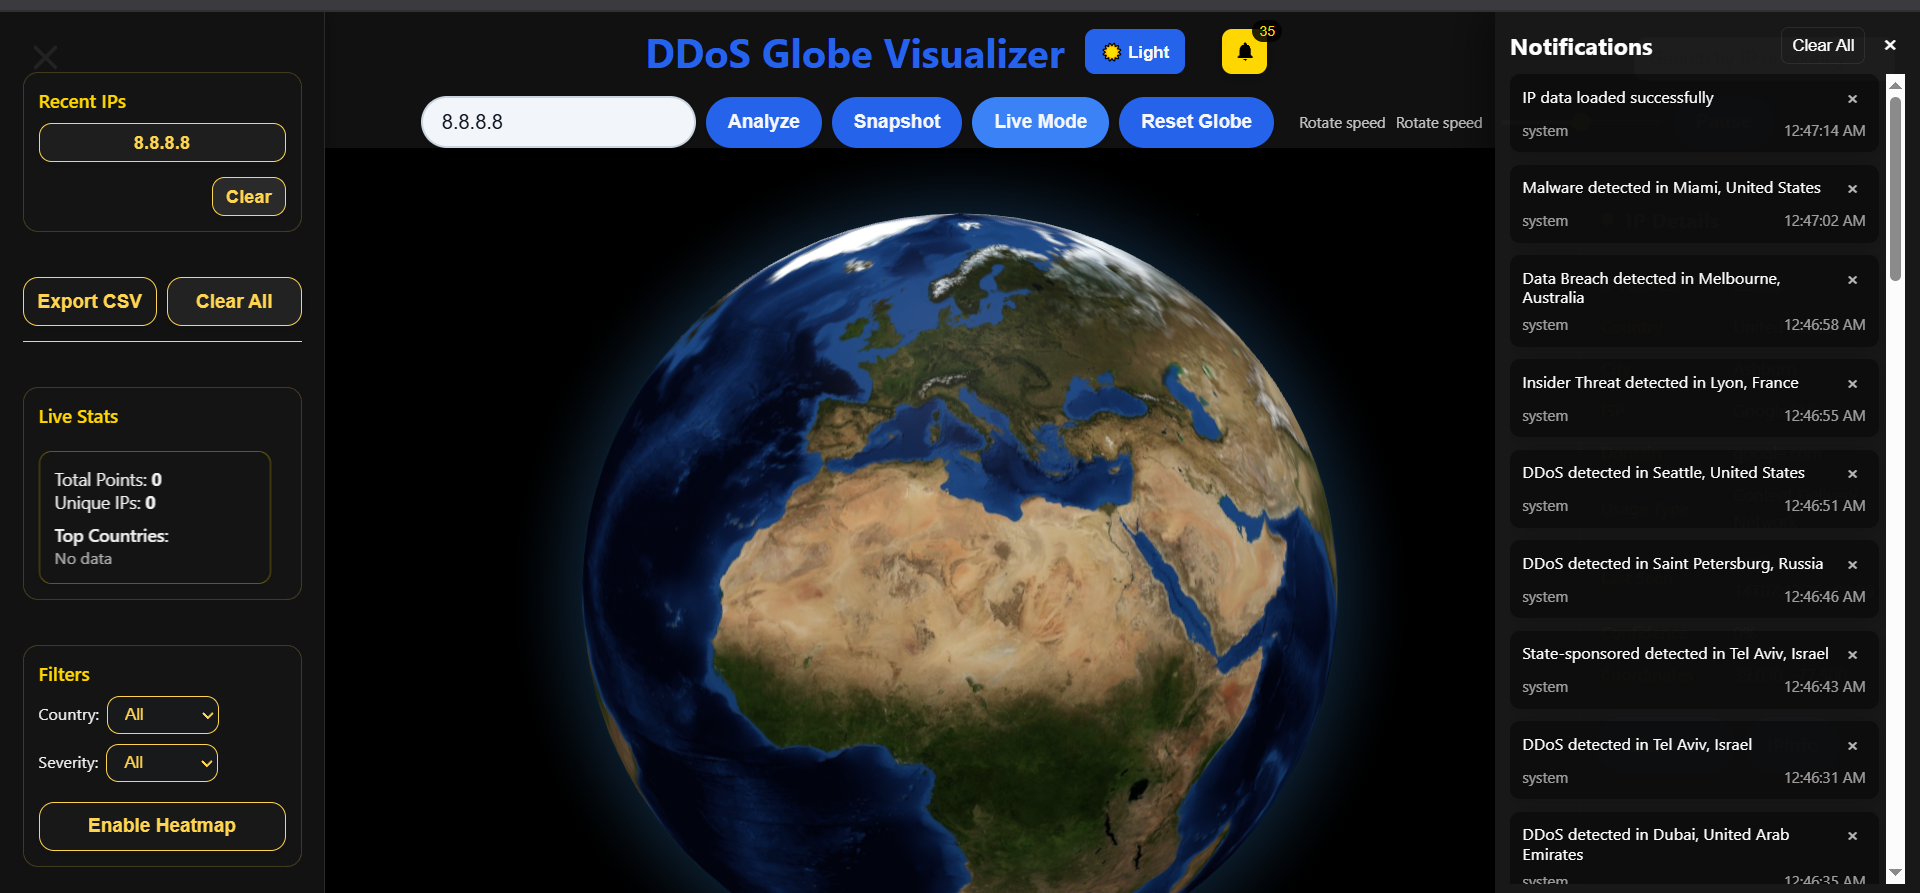 Recent IPs
8.8.8.8
Clear
Export CSV
Clear All
Live Stats
Total Points: 0
Unique IPs: 0
Top Countries:
No data
Filters
Country: All
Severity: All
Enable Heatmap
DDoS Globe Visualizer
Light
35
8.8.8.8
Analyze
Snapshot
Live Mode
Reset Globe
Rotate speed Rotate speed
Notifications
Clear All
IP data loaded successfully
system 12:47:14 AM
Malware detected in Miami, United States
system 12:47:02 AM
Data Breach detected in Melbourne,
Australia
system 12:46:58 AM
Insider Threat detected in Lyon, France
system 12:46:55 AM
DDoS detected in Seattle, United States
system 12:46:51 AM
DDoS detected in Saint Petersburg, Russia
system 12:46:46 AM
State-sponsored detected in Tel Aviv, Israel
system 12:46:43 AM
DDoS detected in Tel Aviv, Israel
system 12:46:31 AM
DDoS detected in Dubai, United Arab
Emirates
system 12:46:35 AM